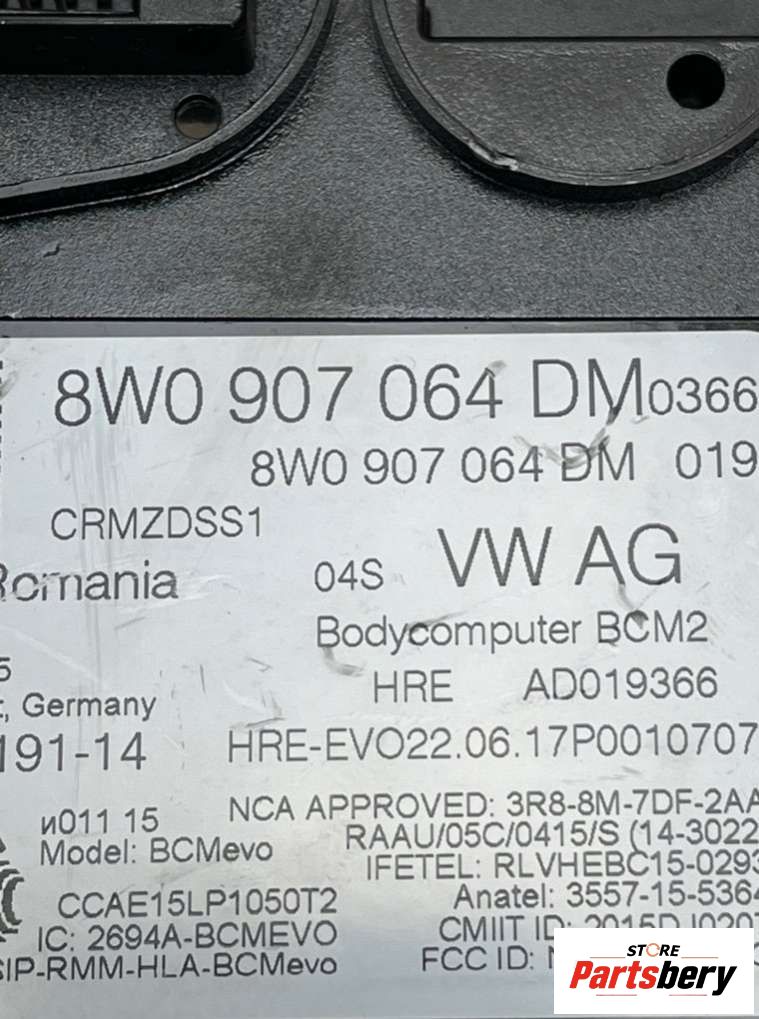 8W0 907 064 DM 0366
8W0 907 064 DM 019
CRMZDSS1
Romania 04S VW AG
Bodycomputer BCM2
5 HRE AD019366
Germany
191-14 HRE-EVO22.06.17P0010707
и011 15 NCA APPROVED: 3R8-8M-7DF-2AA
RAAU/05C/0415/S (14-3022
Model: BCMevo
IFETEL: RLVHEBC15-0293
CCAE15LP1050T2 Anatel: 3557-15-5364
IC: 2694A-BCMEVO CMIIT ID:
SIP-RMM-HLA-BCMevo FCC ID:
STORE
Partsbery